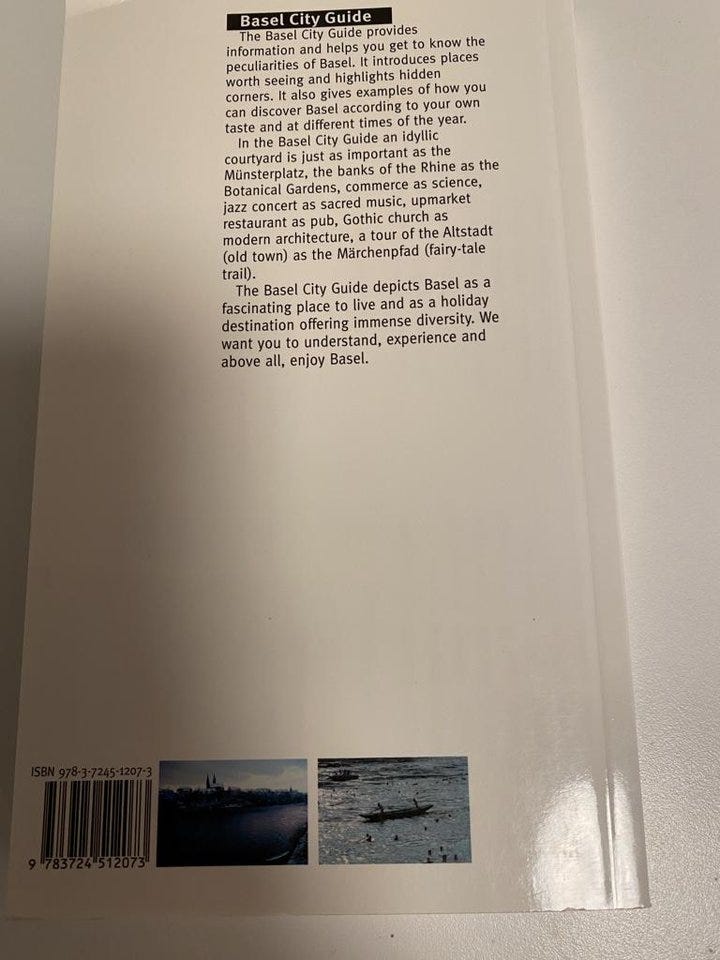 Basel City Guide
The Basel City Guide provides
information and helps you get to know the
peculiarities of Basel. It introduces places
worth seeing and highlights hidden
corners. It also gives examples of how you
can discover Basel according to your own
taste and at different times of the year.
In the Basel City Guide an idyllic
courtyard is just as important as the
Münsterplatz, the banks of the Rhine as the
Botanical Gardens, commerce as science,
jazz concert as sacred music, upmarket
restaurant as pub, Gothic church as
modern architecture, a tour of the Altstadt
(old town) as the Märchenpfad (fairy-tale
trail).
The Basel City Guide depicts Basel as a
fascinating place to live and as a holiday
destination offering immense diversity. We
want you to understand, experience and
above all, enjoy Basel.
ISBN 978-3-7245-1207-3
9 783724 512073